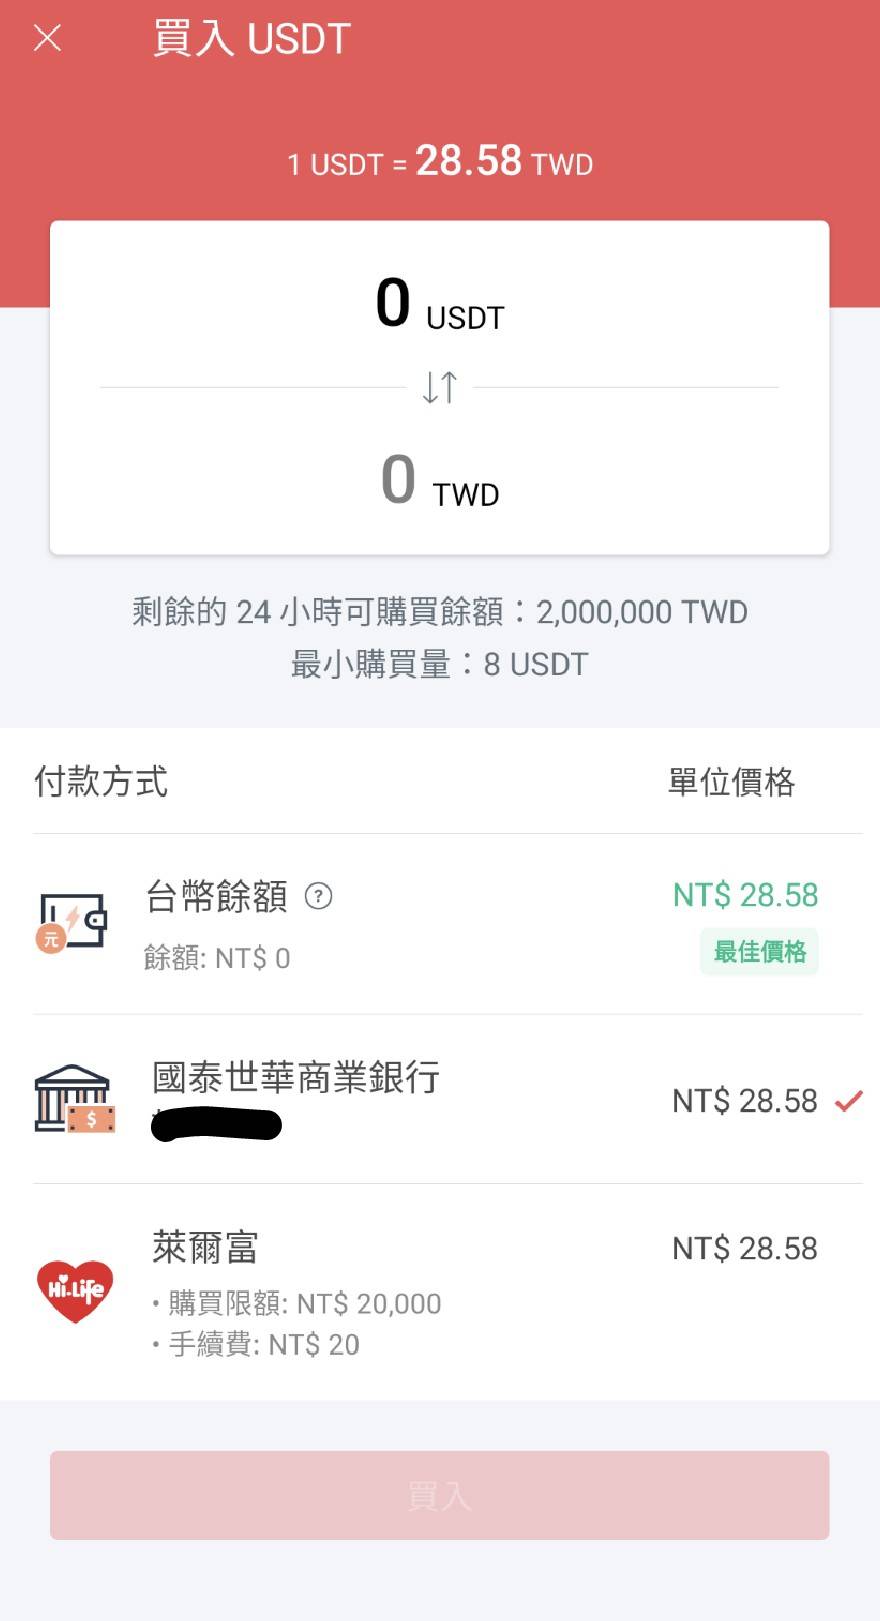 買入 USDT
1 USDT = 28.58 TWD
0 USDT
0 TWD
剩餘的 24 小時可購買餘額：2,000,000 TWD
最小購買量：8 USDT
付款方式 單位價格
台幣餘額 ? NT$ 28.58
元
餘額: NT$ 0 最佳價格
國泰世華商業銀行 NT$ 28.58
$
萊爾富 NT$ 28.58
Hi-Life
• 購買限額: NT$ 20,000
• 手續費: NT$ 20
買入